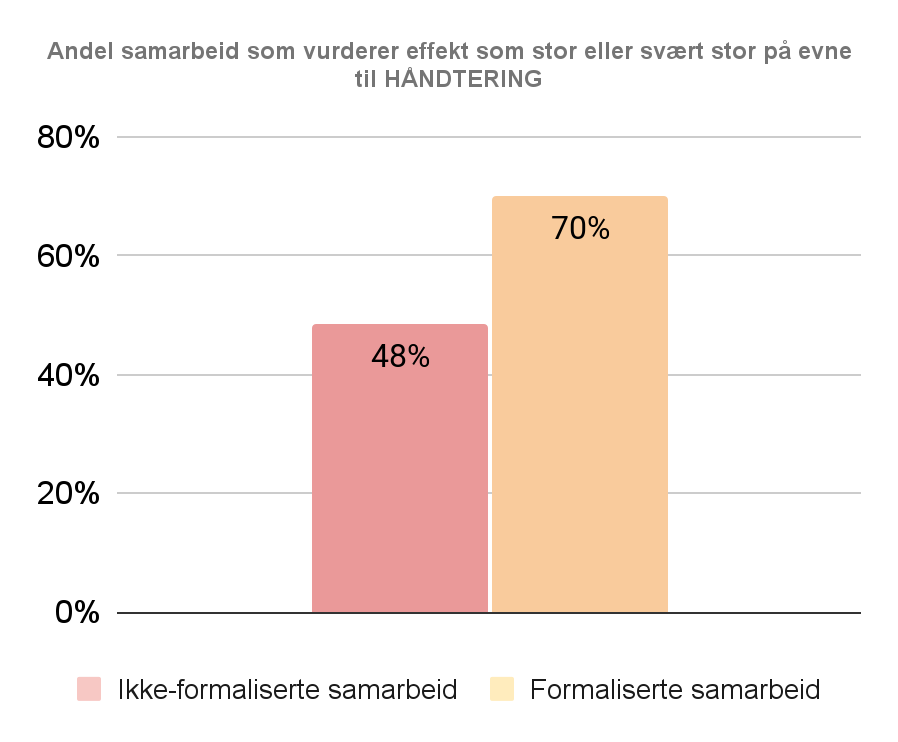 Andel samarbeid som vurderer effekt som stor eller svært stor på evne
til HÅNDTERING
80%
60%
40%
20%
0%
48%
70%
Ikke-formaliserte samarbeid
Formaliserte samarbeid